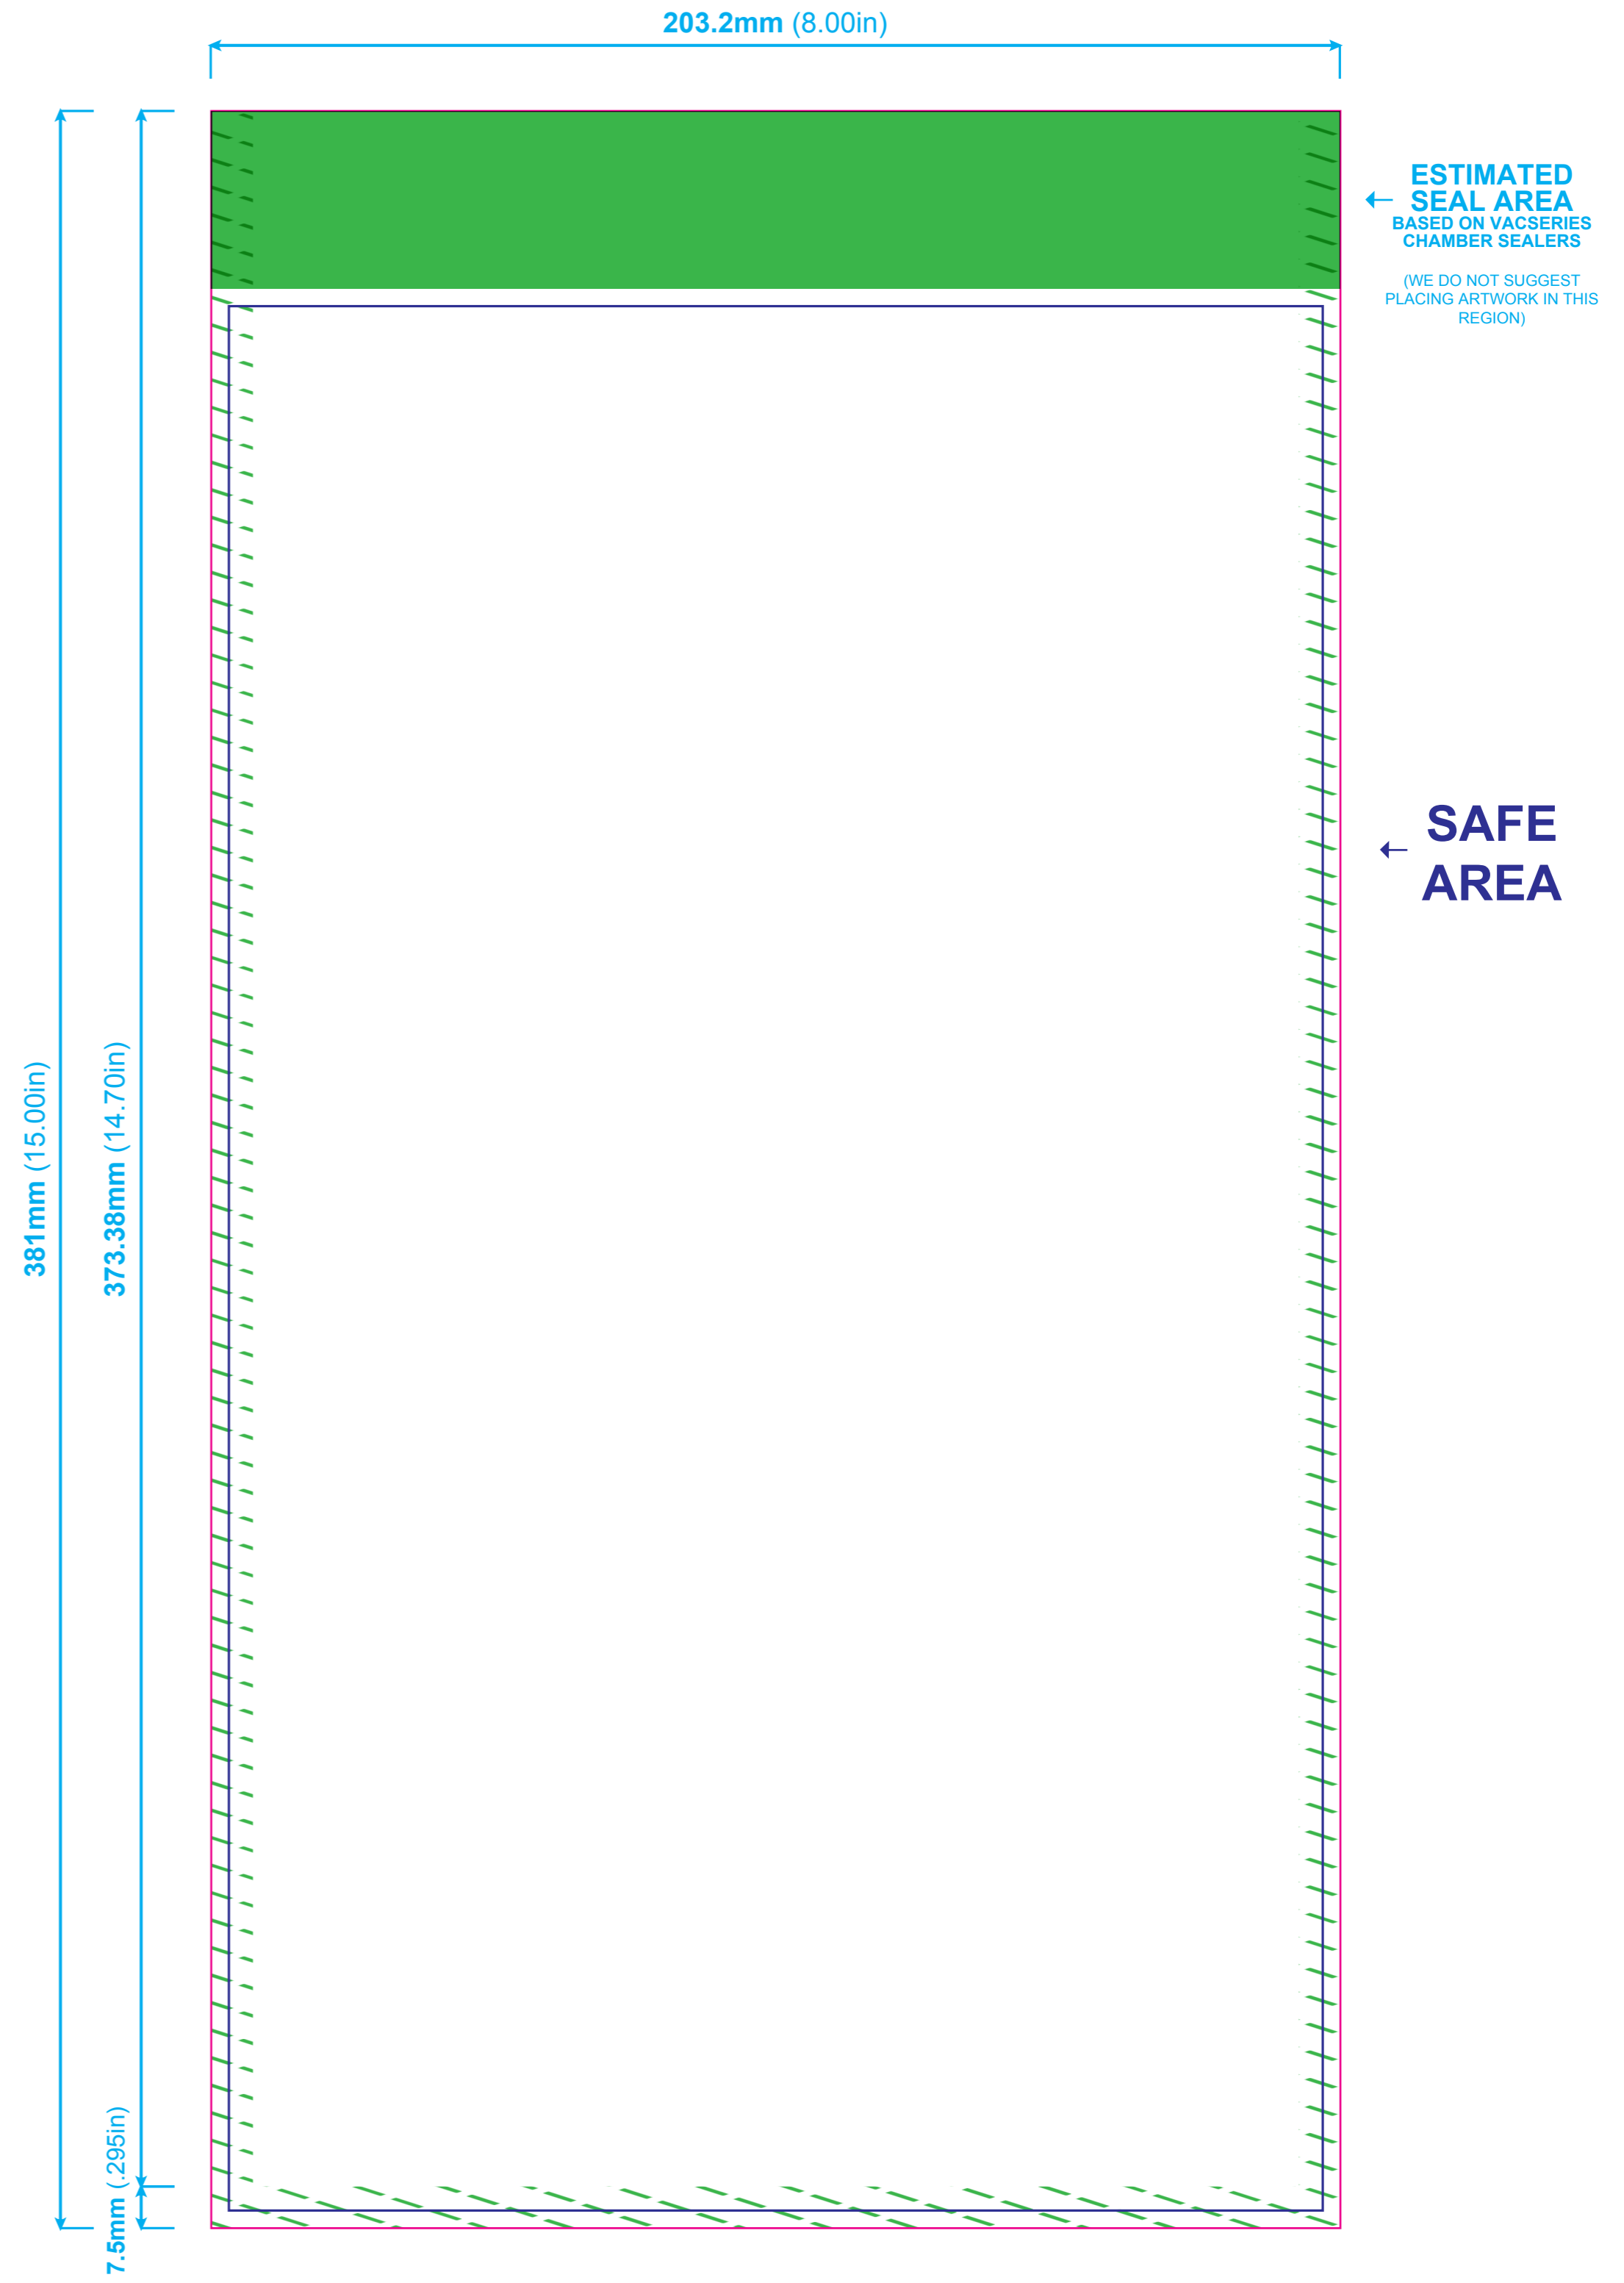 203.2mm (8.00in)
ESTIMATED
SEAL AREA
BASED ON VACSERIES
CHAMBER SEALERS
(WE DO NOT SUGGEST
PLACING ARTWORK IN THIS
REGION)
SAFE
AREA
381mm (15.00in)
373.38mm (14.70in)
7.5mm (.295in)